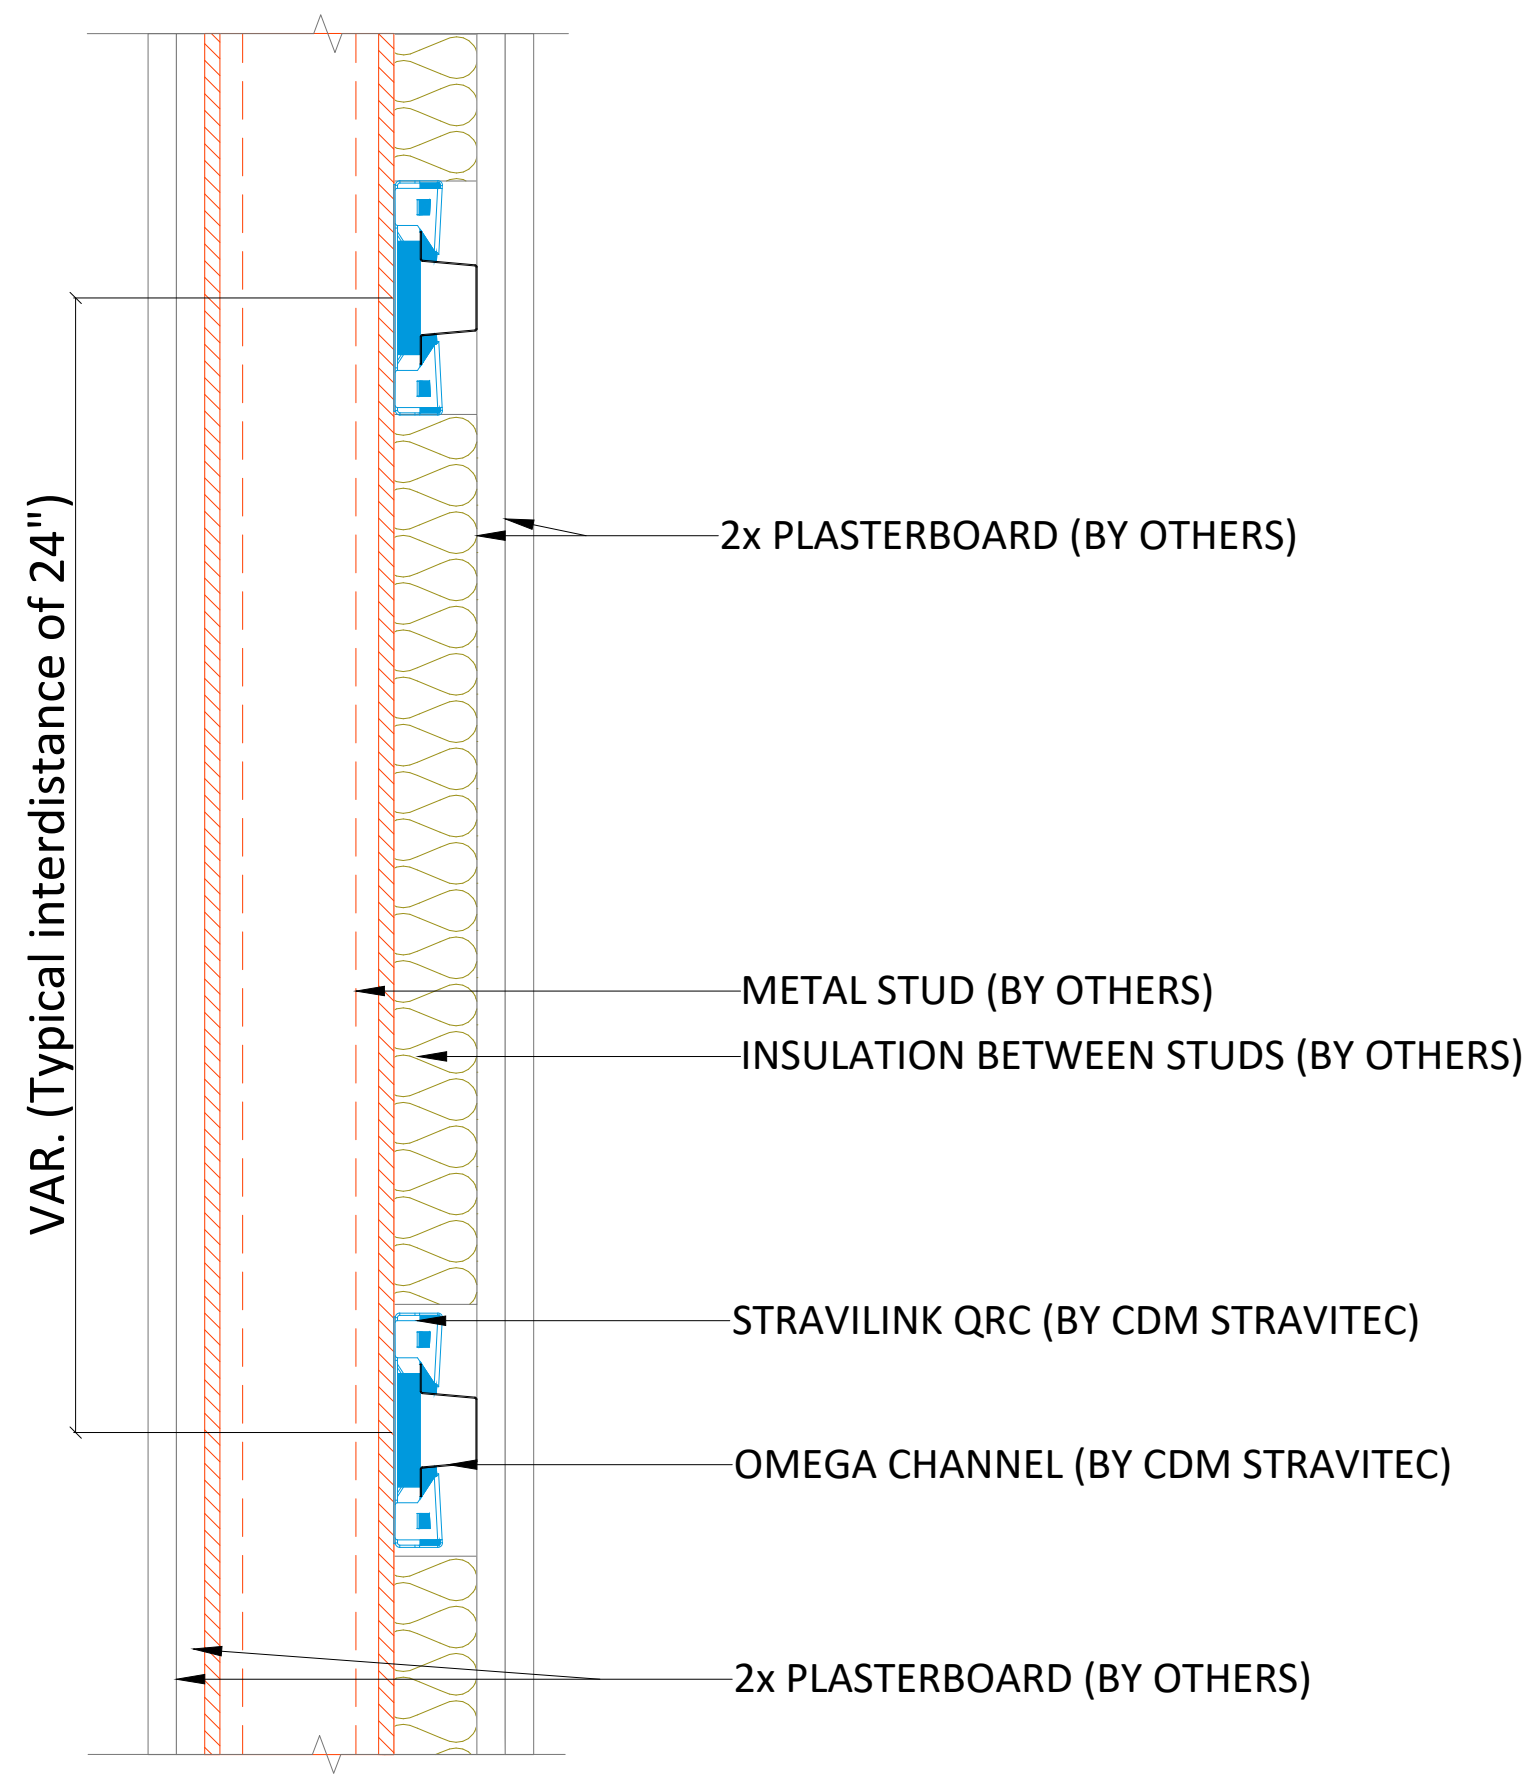 VAR. (Typical interdistance of 24")
2x PLASTERBOARD (BY OTHERS)
METAL STUD (BY OTHERS)
INSULATION BETWEEN STUDS (BY OTHERS)
STRAVILINK QRC (BY CDM STRAVITEC)
OMEGA CHANNEL (BY CDM STRAVITEC)
2x PLASTERBOARD (BY OTHERS)